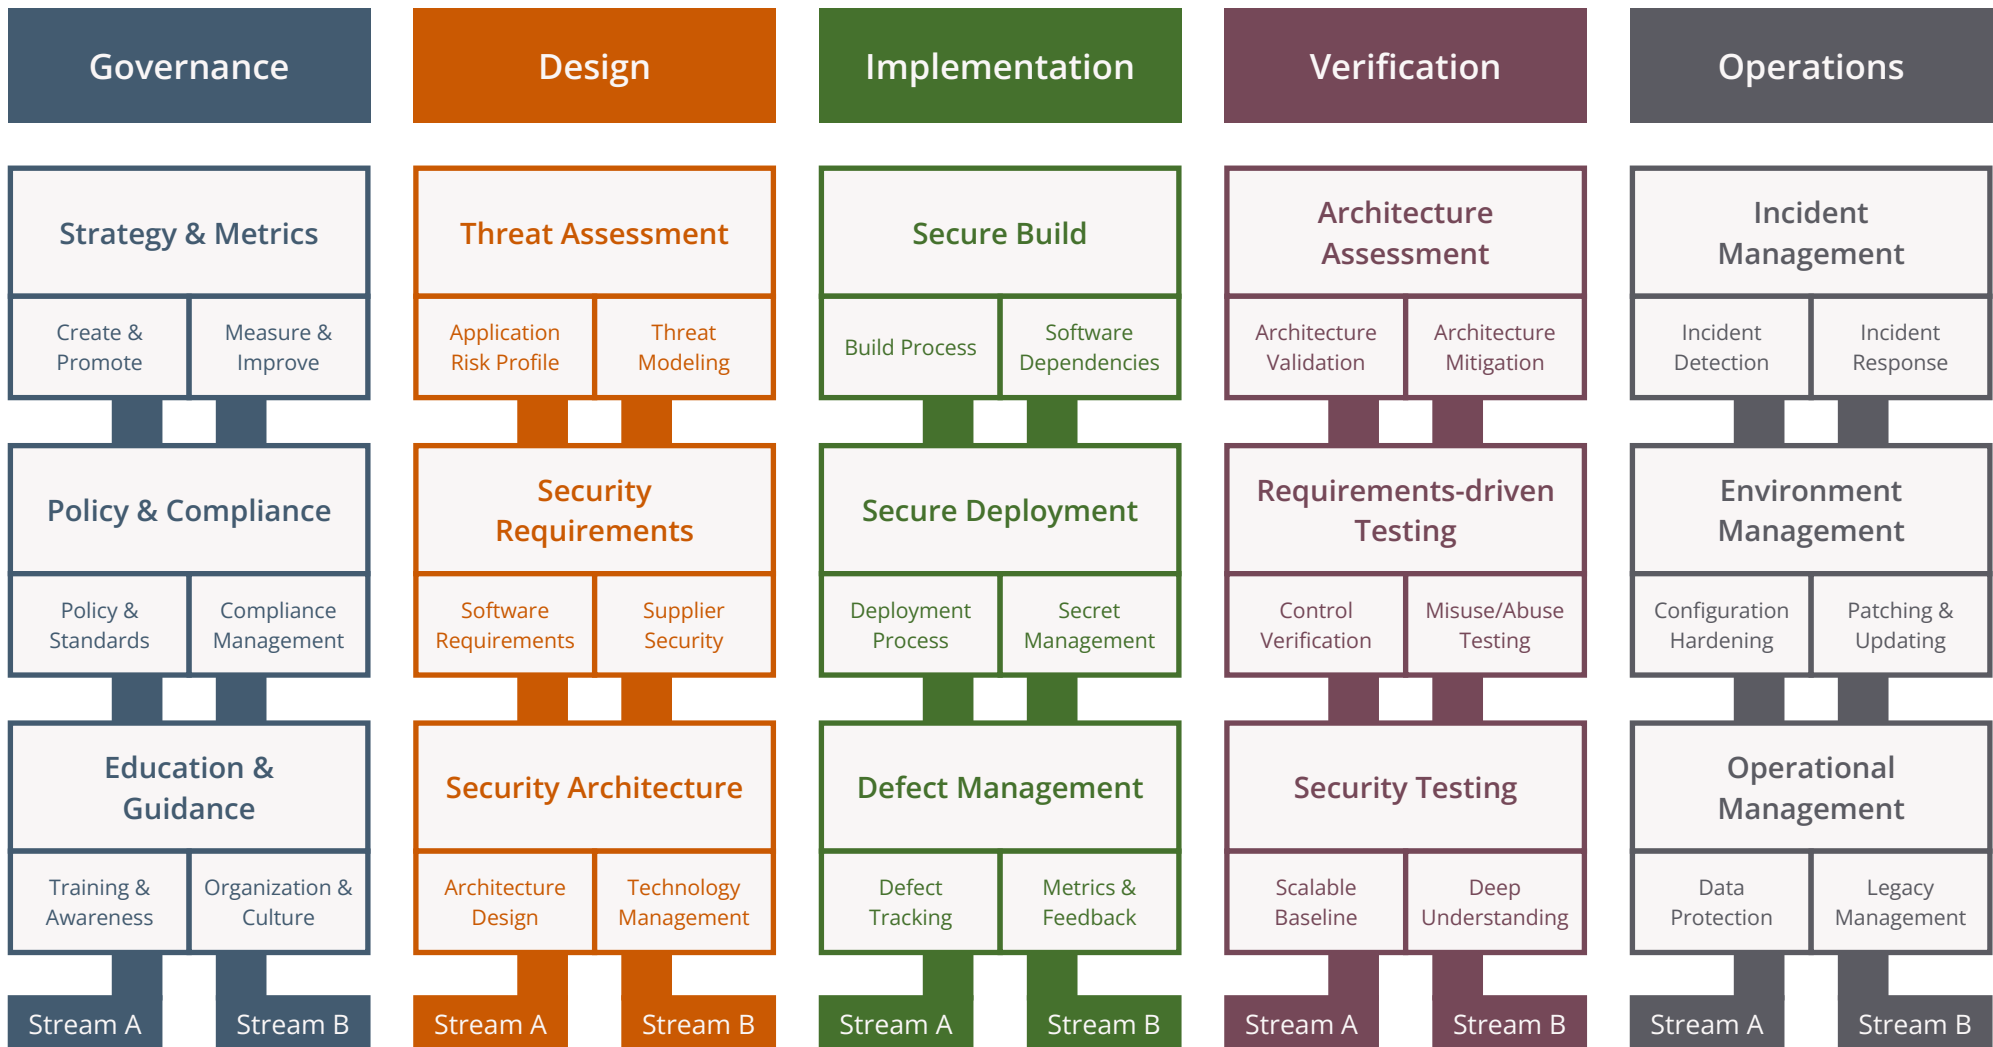 Governance
Design
Implementation
Verification
Operations
Strategy & Metrics
Create &
Promote
Measure &
Improve
Policy & Compliance
Policy &
Standards
Compliance
Management
Education &
Guidance
Training &
Awareness
Organization &
Culture
Stream A
Stream B
Threat Assessment
Application
Risk Profile
Threat
Modeling
Security
Requirements
Software
Requirements
Supplier
Security
Security Architecture
Architecture
Design
Technology
Management
Stream A
Stream B
Secure Build
Build Process
Software
Dependencies
Secure Deployment
Deployment
Process
Secret
Management
Defect Management
Defect
Tracking
Metrics &
Feedback
Stream A
Stream B
Architecture
Assessment
Architecture
Validation
Architecture
Mitigation
Requirements-driven
Testing
Control
Verification
Misuse/Abuse
Testing
Security Testing
Scalable
Baseline
Deep
Understanding
Stream A
Stream B
Incident
Management
Incident
Detection
Incident
Response
Environment
Management
Configuration
Hardening
Patching &
Updating
Operational
Management
Data
Protection
Legacy
Management
Stream A
Stream B